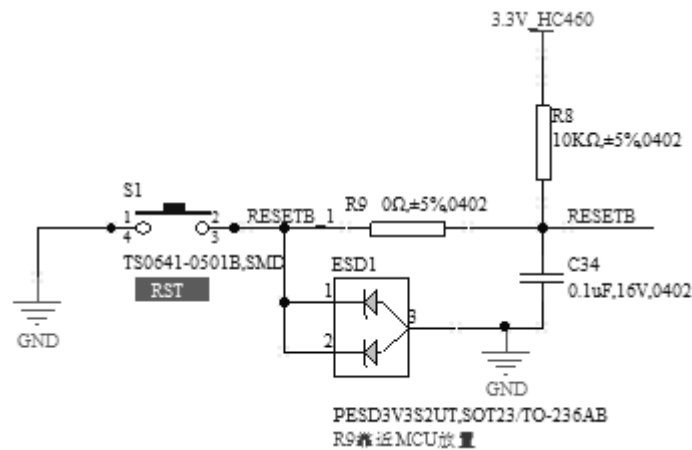 3.3V_HC460
R8
10KΩ,±5%,0402
S1
R9 0Ω,±5%,0402
1
2
RESETB_1
RESETB
4
3
TS0641-0501B,SMD
ESD1
C34
RST
1
0.1uF,16V,0402
3
GND
2
GND
PESD3V3S2UT,SOT23/TO-236AB
R9靠近MCU放置